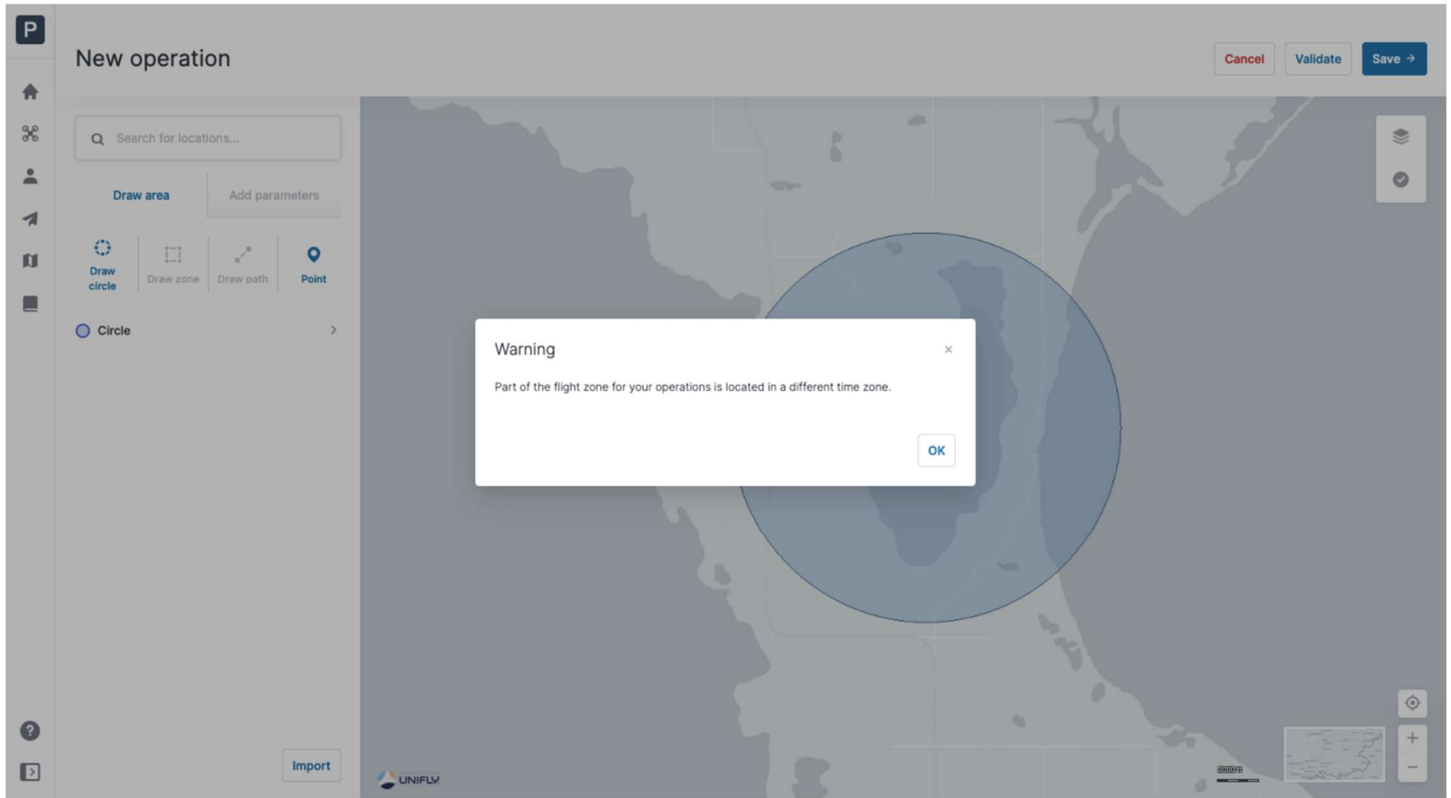 P
New operation
Cancel
Validate
Save →
Search for locations...
Draw area
Add parameters
Draw circle
Draw zone
Draw path
Point
Circle
Warning
Part of the flight zone for your operations is located in a different time zone.
OK
Import
UNIFLY